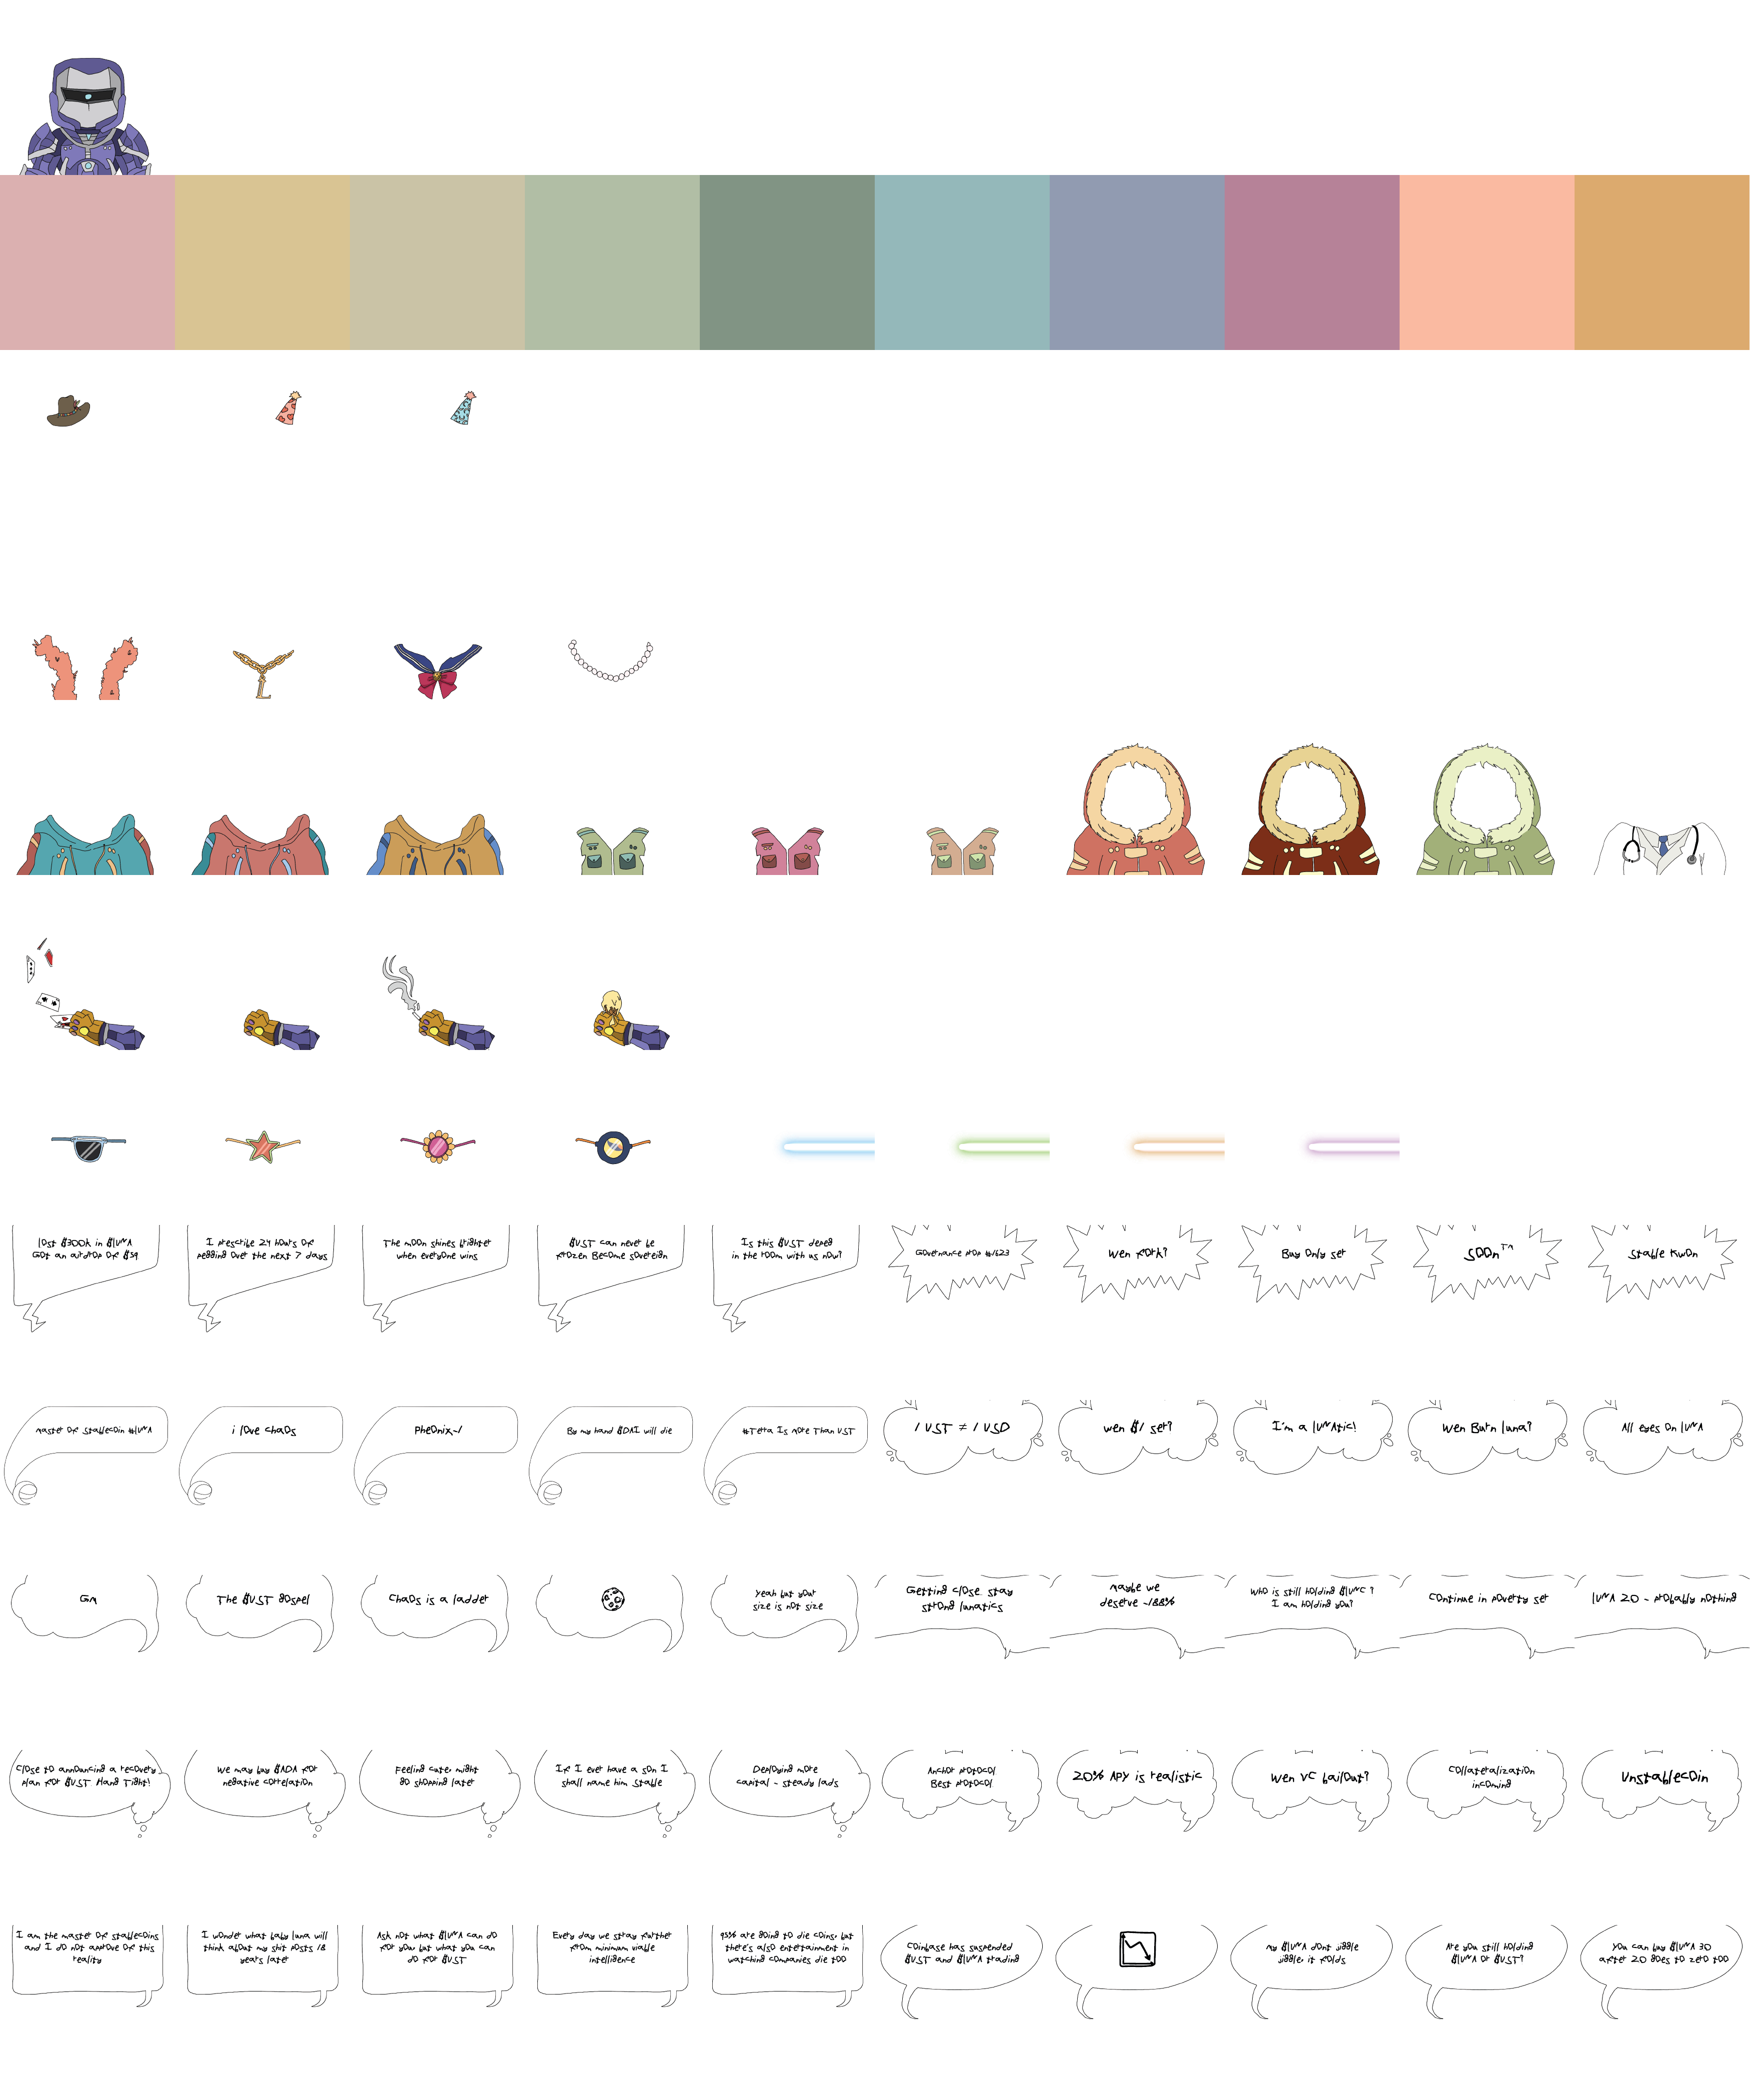 lost $300k in $LUNA
Got an airdrop of $39
I prescribe 24 hours of
pegging over the next 7 days
The moon shines brighter
when everyone wins
$UST can never be
frozen Become sovereign
Is this $UST depeg
in the room with us now?
Governance prop #1623
Wen fork?
Buy Only ser
SOOn™
Stable Kwon
Master of stablecoin #LUNA
i love chaos
Pheonix-1
By my hand $DAI will die
#Terra Is more Than UST
1 UST ≠ 1 USD
wen $1 ser?
I'm a LUNAtic!
Wen Burn luna?
All eyes on LUNA
GM
The $UST gospel
Chaos is a ladder
Yeah but your
size is not size
Getting close stay
strong lunatics
Maybe we
deserve -188%
Who is still holding $LUNC ?
I am holding you?
Continue in poverty ser
LUNA 2.0 - probably nothing
Close to announcing a recovery
plan for $UST Hang Tight!
We may buy $ADA for
negative correlation
Feeling cute, might
go shopping later
If I ever have a son I
shall name him Stable
Deploying more
capital - steady lads
Anchor protocol
Best protocol
20% APY is realistic
Wen VC bailout?
Collateralization
incoming
Unstablecoin
I am the master of stablecoins
and I do not approve of this
reality
I wonder what baby luna will
think about my shit posts 18
years later
Ask not what $LUNA can do
for you but what you can
do for $UST
Every day we stray further
from minimum viable
intelligence
95% are going to die coins, but
there's also entertainment in
watching companies die too
Coinbase has suspended
$UST and $LUNA trading
My $LUNA dont jiggle
jiggle, it folds
Are you still holding
$LUNA or $UST?
You can buy $LUNA 3.0
after 2.0 goes to zero too